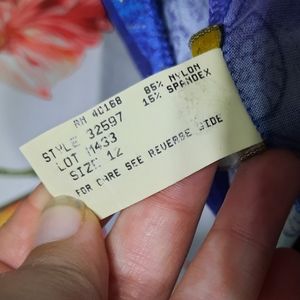 RN 40168
85% NYLON
15% SPANDEX
STYLE 32597
LOT M433
SIZE 12
FOR CARE SEE REVERSE SIDE